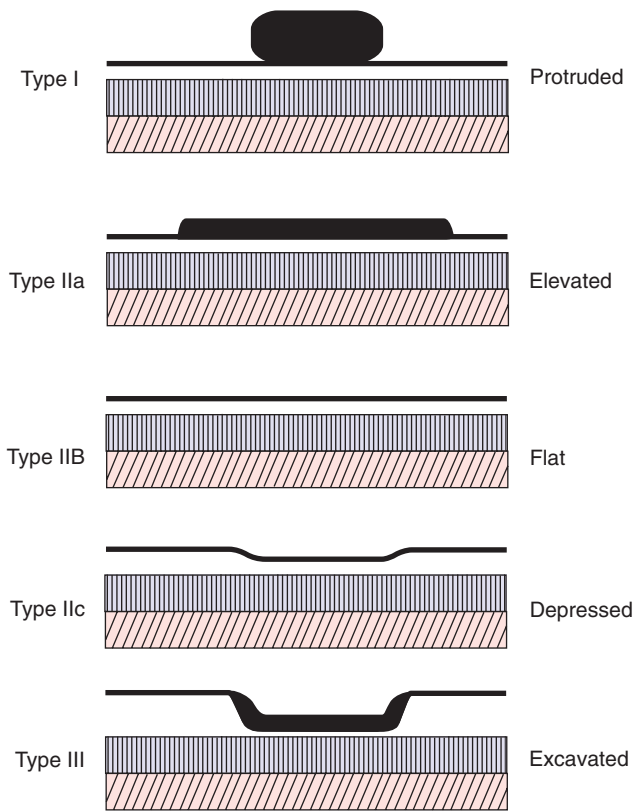 Type I Protruded
Type IIa Elevated
Type IIB Flat
Type IIc Depressed
Type III Excavated